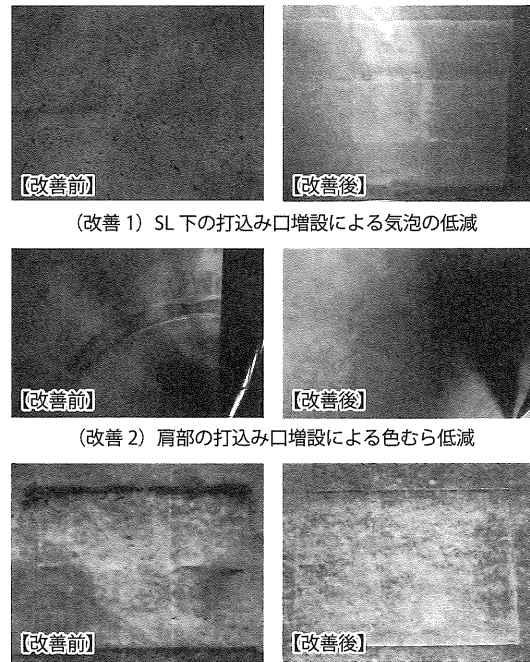 【改善前】 【改善後】
（改善 1）SL 下の打込み口増設による気泡の低減
【改善前】 【改善後】
（改善 2）肩部の打込み口増設による色むら低減
【改善前】 【改善後】